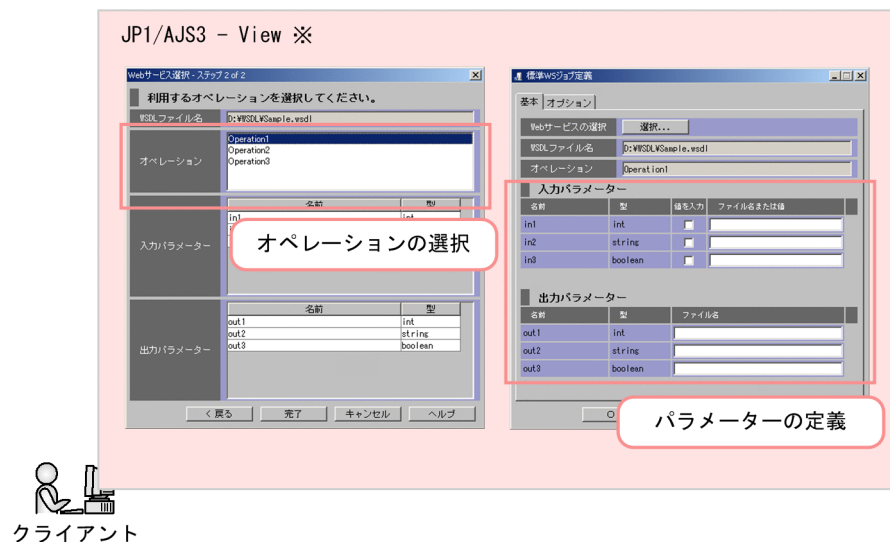 JP1/AJS3 - View ※
Webサービス選択 - ステップ 2 of 2
利用するオペレーションを選択してください。
WSDLファイル名 D:¥WSDL¥Sample.wsdl
オペレーション
Operation1
Operation2
Operation3
名前 型
in1 int
入力パラメーター
オペレーションの選択
名前 型
out1 int
out2 string
out3 boolean
出力パラメーター
< 戻る 完了 キャンセル ヘルプ
標準WSジョブ定義
基本 オプション
Webサービスの選択 選択...
WSDLファイル名 D:¥WSDL¥Sample.wsdl
オペレーション Operation1
入力パラメーター
名前 型 値を入力 ファイル名または値
in1 int
in2 string
in3 boolean
出力パラメーター
名前 型 ファイル名
out1 int
out2 string
out3 boolean
パラメーターの定義
クライアント